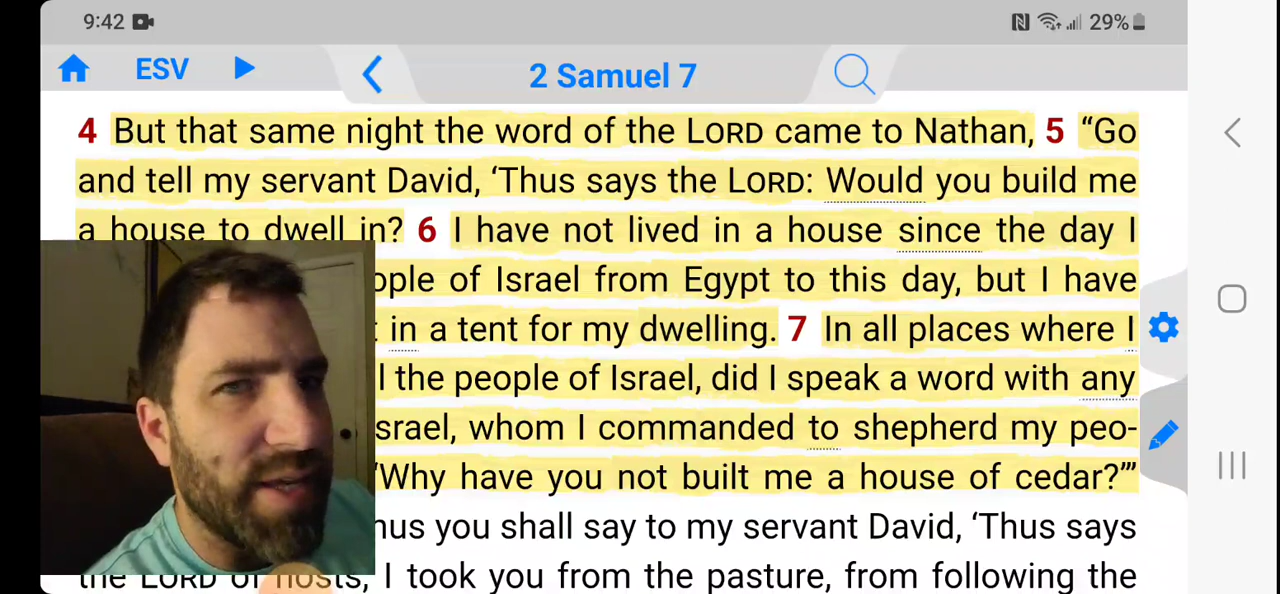 9:42 29%
ESV 2 Samuel 7
4 But that same night the word of the LORD came to Nathan, 5 “Go
and tell my servant David, ‘Thus says the LORD: Would you build me
a house to dwell in? 6 I have not lived in a house since the day I
ople of Israel from Egypt to this day, but I have
in a tent for my dwelling. 7 In all places where I
l the people of Israel, did I speak a word with any
srael, whom I commanded to shepherd my peo-
“Why have you not built me a house of cedar?”’
hus you shall say to my servant David, ‘Thus says
the LORD of hosts, I took you from the pasture, from following the